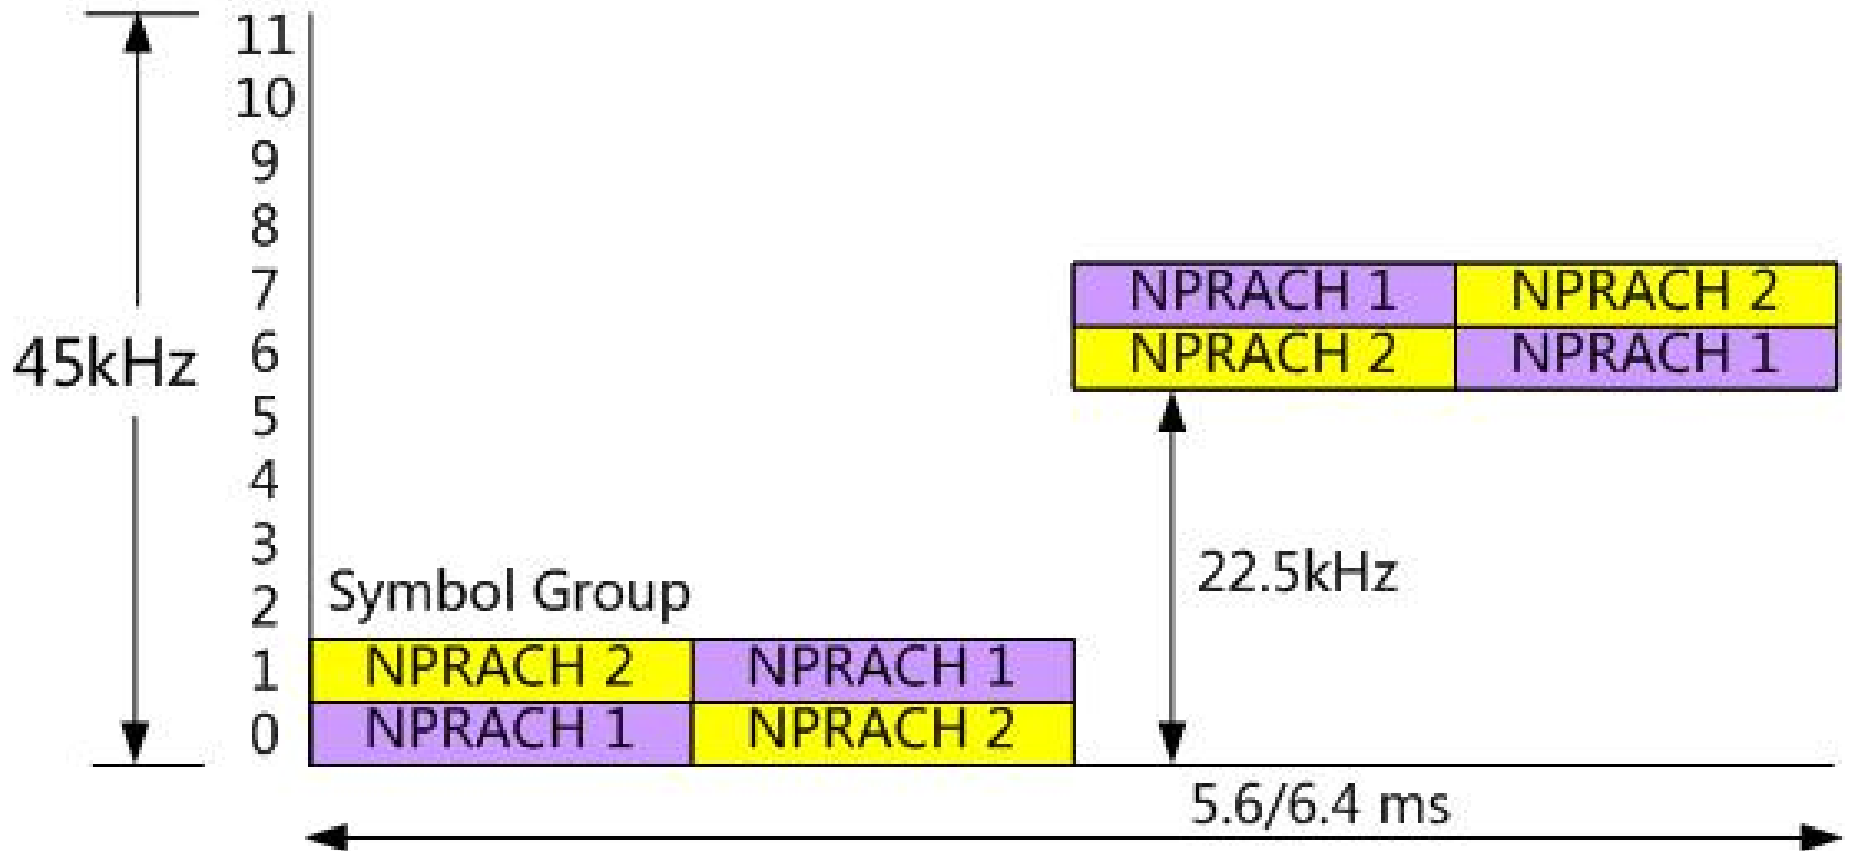 11
10
9
8
7 NPRACH 1 NPRACH 2
45kHz 6 NPRACH 2 NPRACH 1
5
4
3 22.5kHz
2 Symbol Group
1 NPRACH 2 NPRACH 1
0 NPRACH 1 NPRACH 2
5.6/6.4 ms